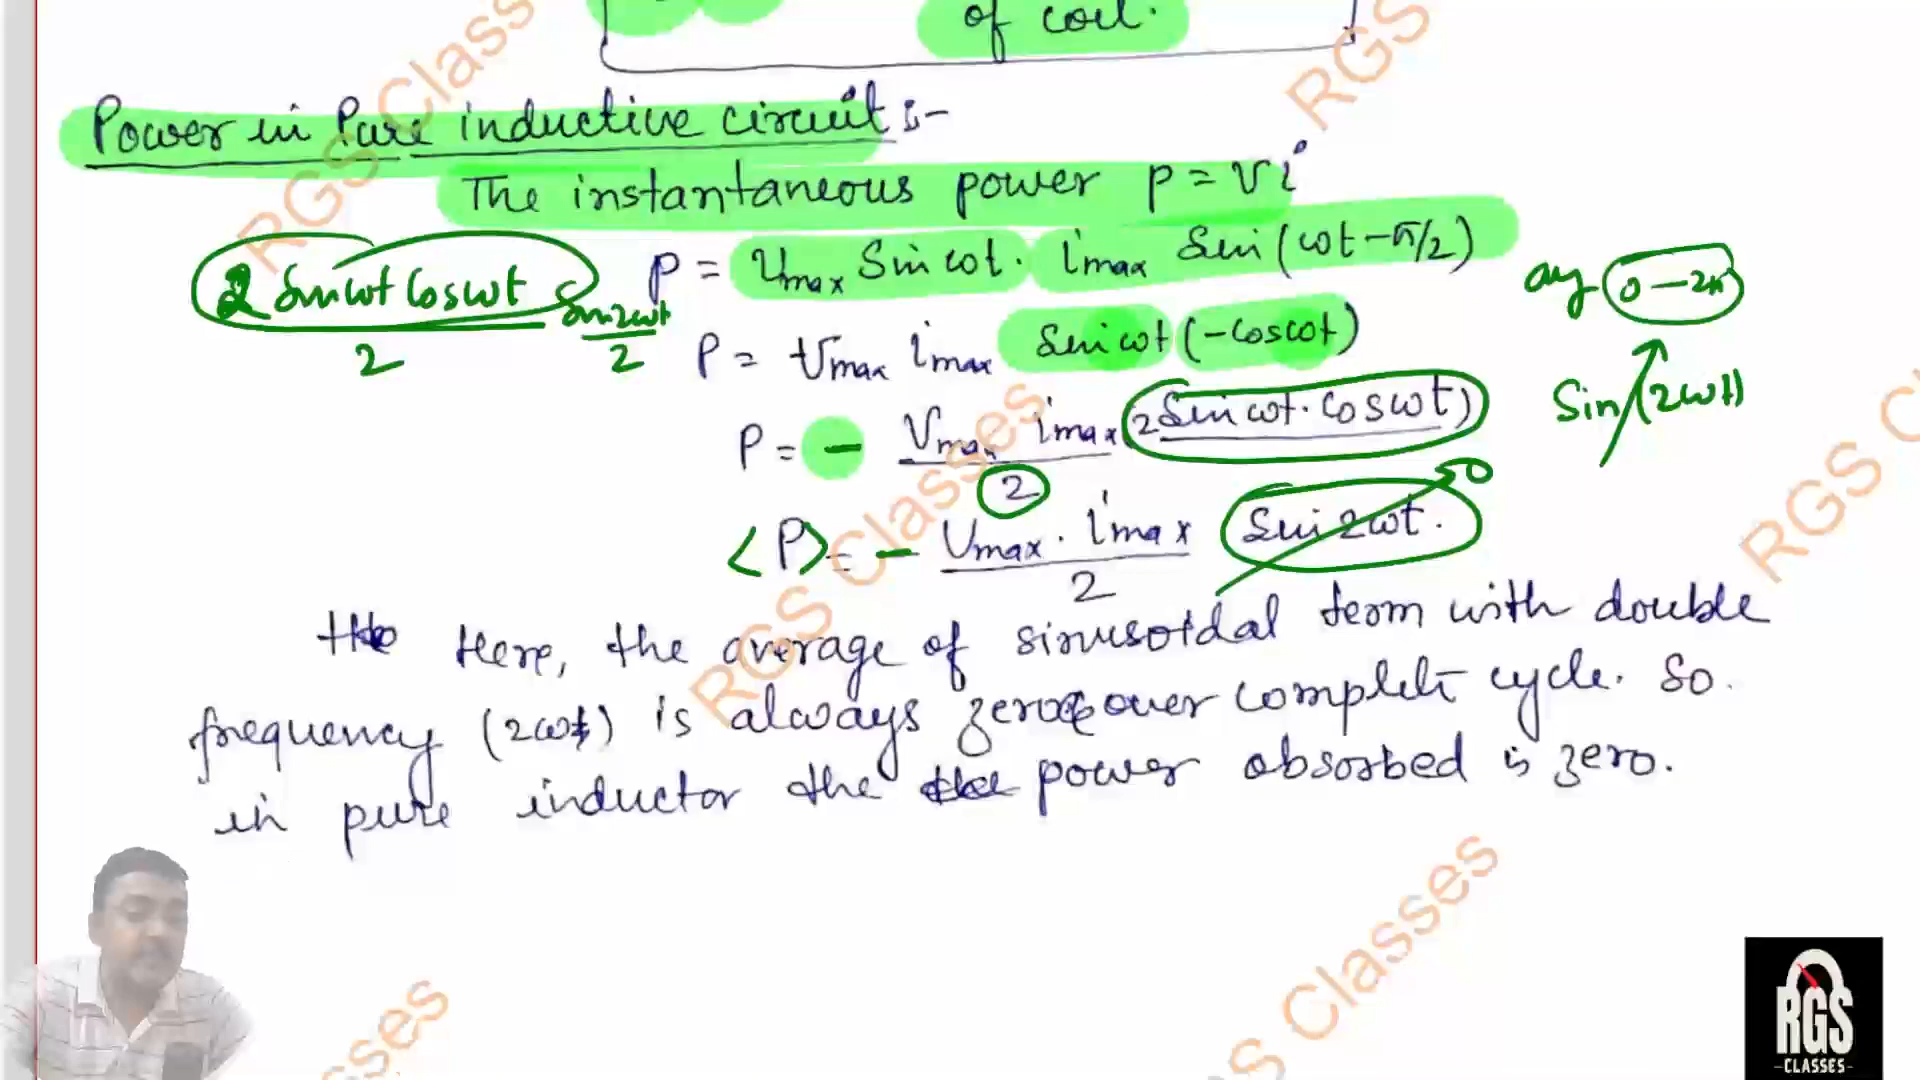 of coil.
Power in Pure inductive circuit :-
The instantaneous power p = vi
p = Vmax Sin ωt · imax Sin (ωt - π/2)
2 Sinωt Cosωt / 2
Sin2ωt / 2
avg 0 - 2π
P = Vmax imax Sin ωt (-cosωt)
Sin (2ωt)
P = - Vmax imax / 2 (2 Sin ωt · cosωt)
<P> = - Vmax · imax / 2 Sin 2ωt. 0
Here, the average of sinusoidal term with double
frequency (2ωt) is always zero over complete cycle. So.
in pure inductor the power absorbed is zero.
RGS Classes
RGS
-CLASSES-